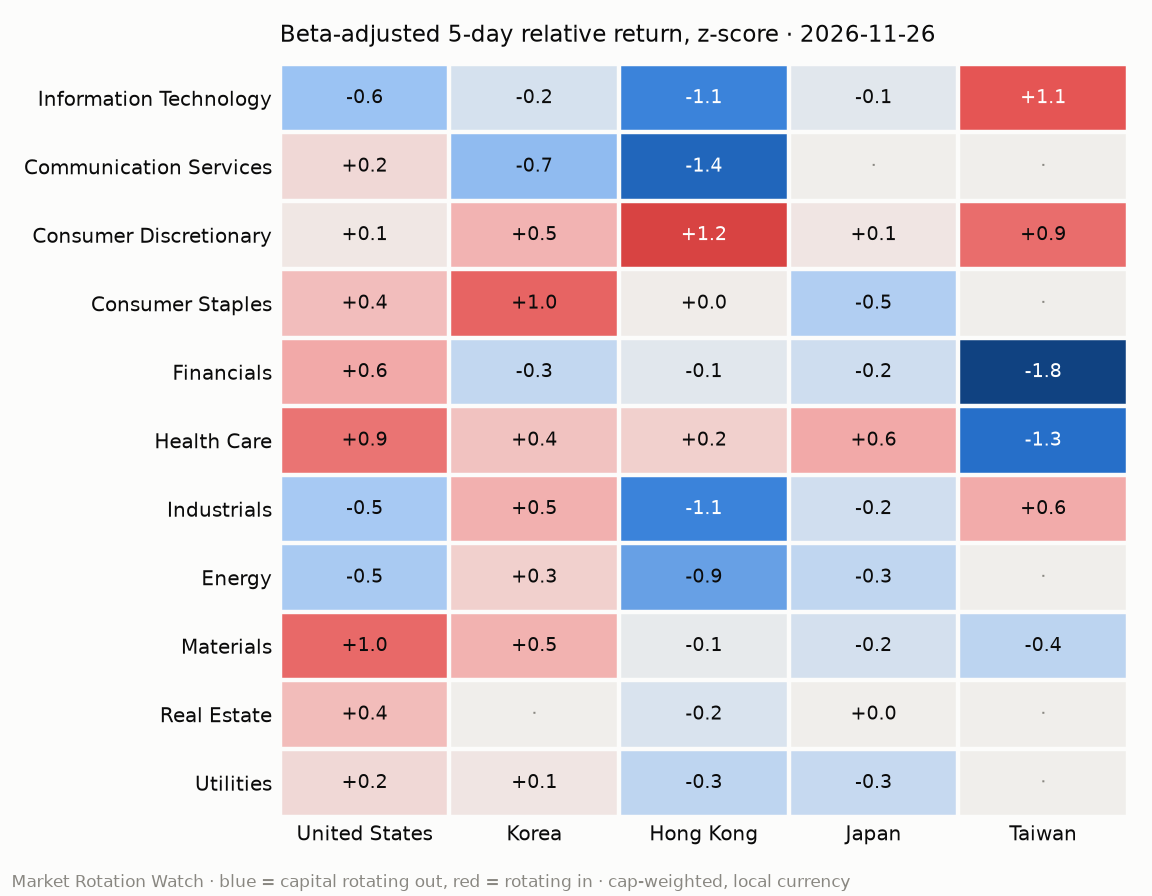 Beta-adjusted 5-day relative return, z-score · 2026-11-26
Information Technology -0.6 -0.2 -1.1 -0.1 +1.1
Communication Services +0.2 -0.7 -1.4 · ·
Consumer Discretionary +0.1 +0.5 +1.2 +0.1 +0.9
Consumer Staples +0.4 +1.0 +0.0 -0.5 ·
Financials +0.6 -0.3 -0.1 -0.2 -1.8
Health Care +0.9 +0.4 +0.2 +0.6 -1.3
Industrials -0.5 +0.5 -1.1 -0.2 +0.6
Energy -0.5 +0.3 -0.9 -0.3 ·
Materials +1.0 +0.5 -0.1 -0.2 -0.4
Real Estate +0.4 · -0.2 +0.0 ·
Utilities +0.2 +0.1 -0.3 -0.3 ·
United States Korea Hong Kong Japan Taiwan
Market Rotation Watch · blue = capital rotating out, red = rotating in · cap-weighted, local currency